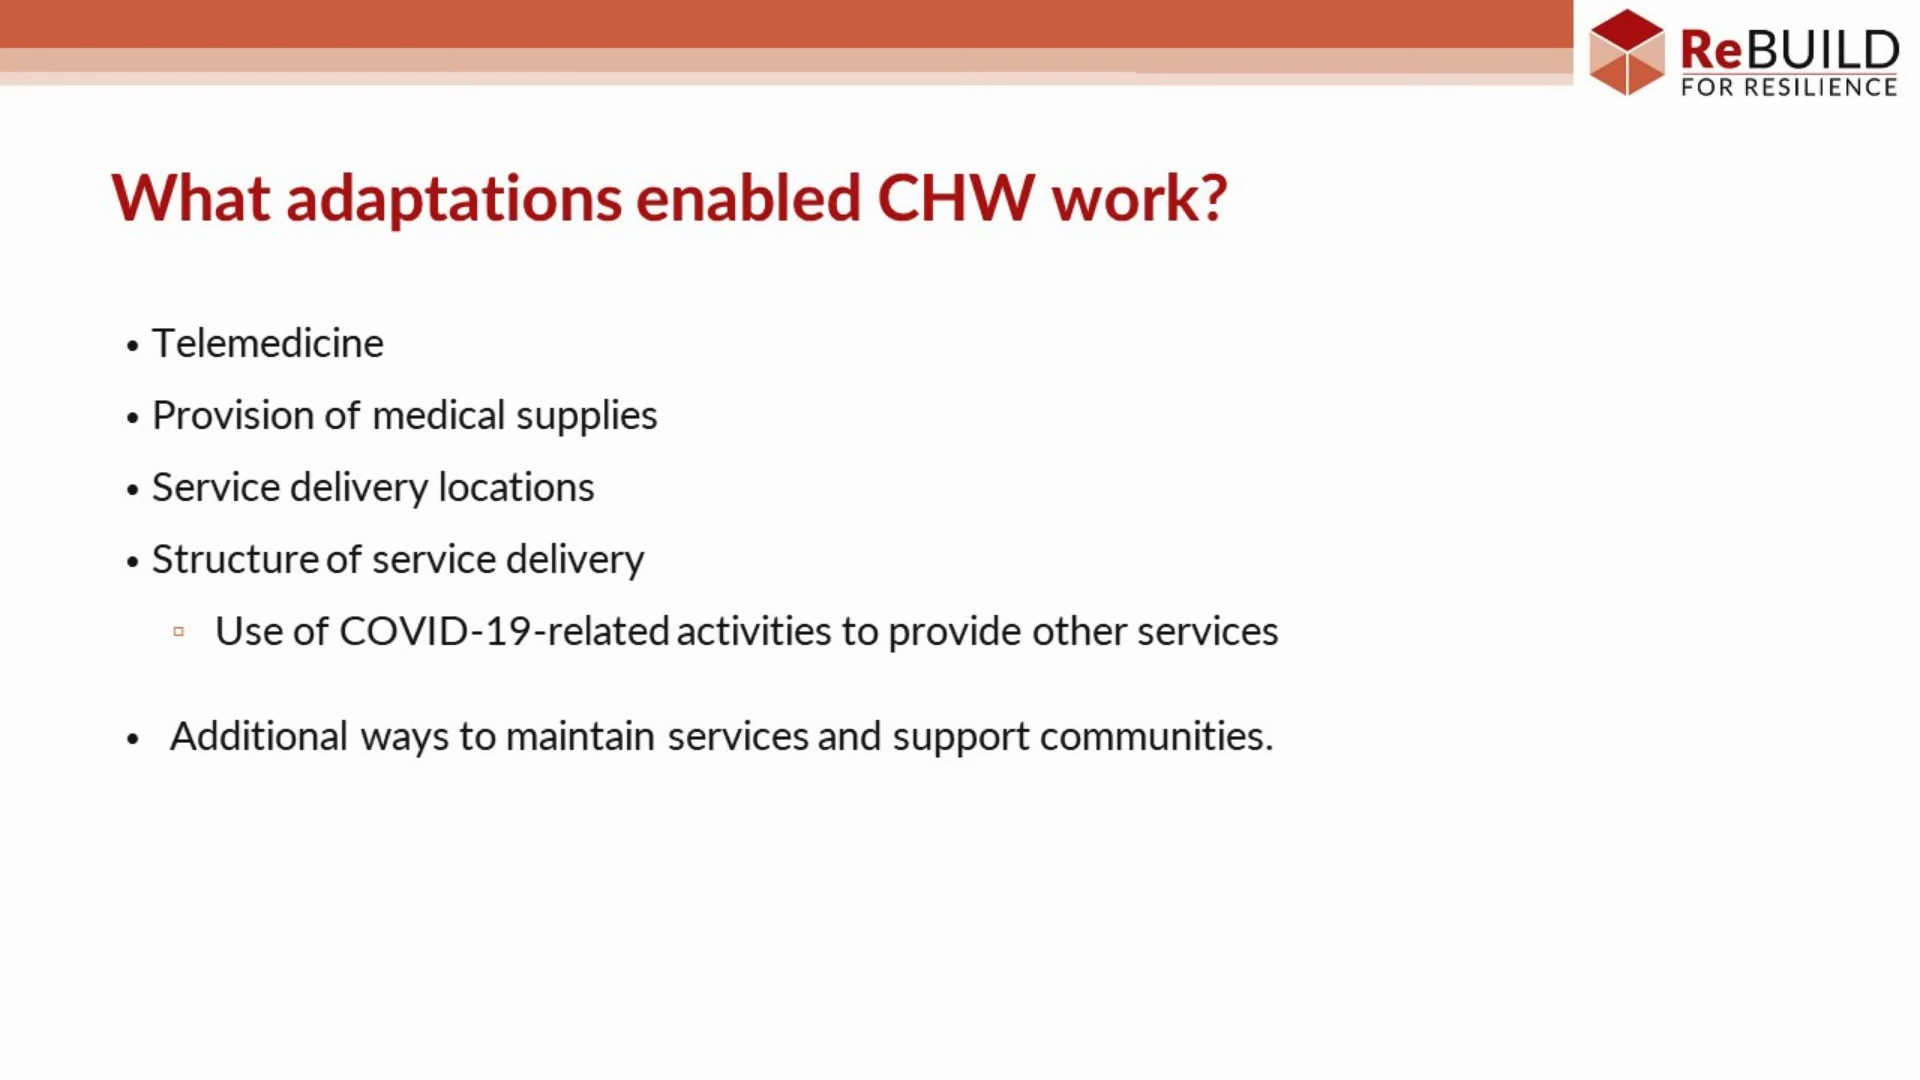 ReBUILD
FOR RESILIENCE
What adaptations enabled CHW work?
• Telemedicine
• Provision of medical supplies
• Service delivery locations
• Structure of service delivery
▫ Use of COVID-19-related activities to provide other services
• Additional ways to maintain services and support communities.